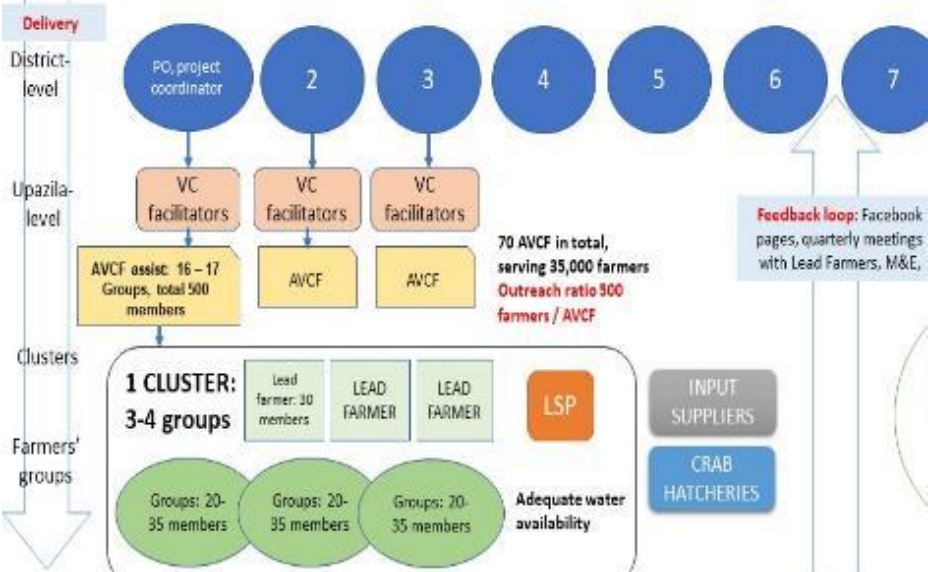 Delivery
District-
level
PO, project
coordinator
2
3
4
5
6
7
Upazila-
level
VC
facilitators
VC
facilitators
VC
facilitators
Feedback loop: Facebook
pages, quarterly meetings
with Lead Farmers, M&E,
AVCF assist: 16 – 17
Groups, total 500
members
AVCF
AVCF
70 AVCF in total,
serving 35,000 farmers
Outreach ratio 500
farmers / AVCF
Clusters
1 CLUSTER:
3-4 groups
Lead
farmer: 30
members
LEAD
FARMER
LEAD
FARMER
LSP
INPUT
SUPPLIERS
Farmers'
groups
CRAB
HATCHERIES
Groups: 20-
35 members
Groups: 20-
35 members
Groups: 20-
35 members
Adequate water
availability